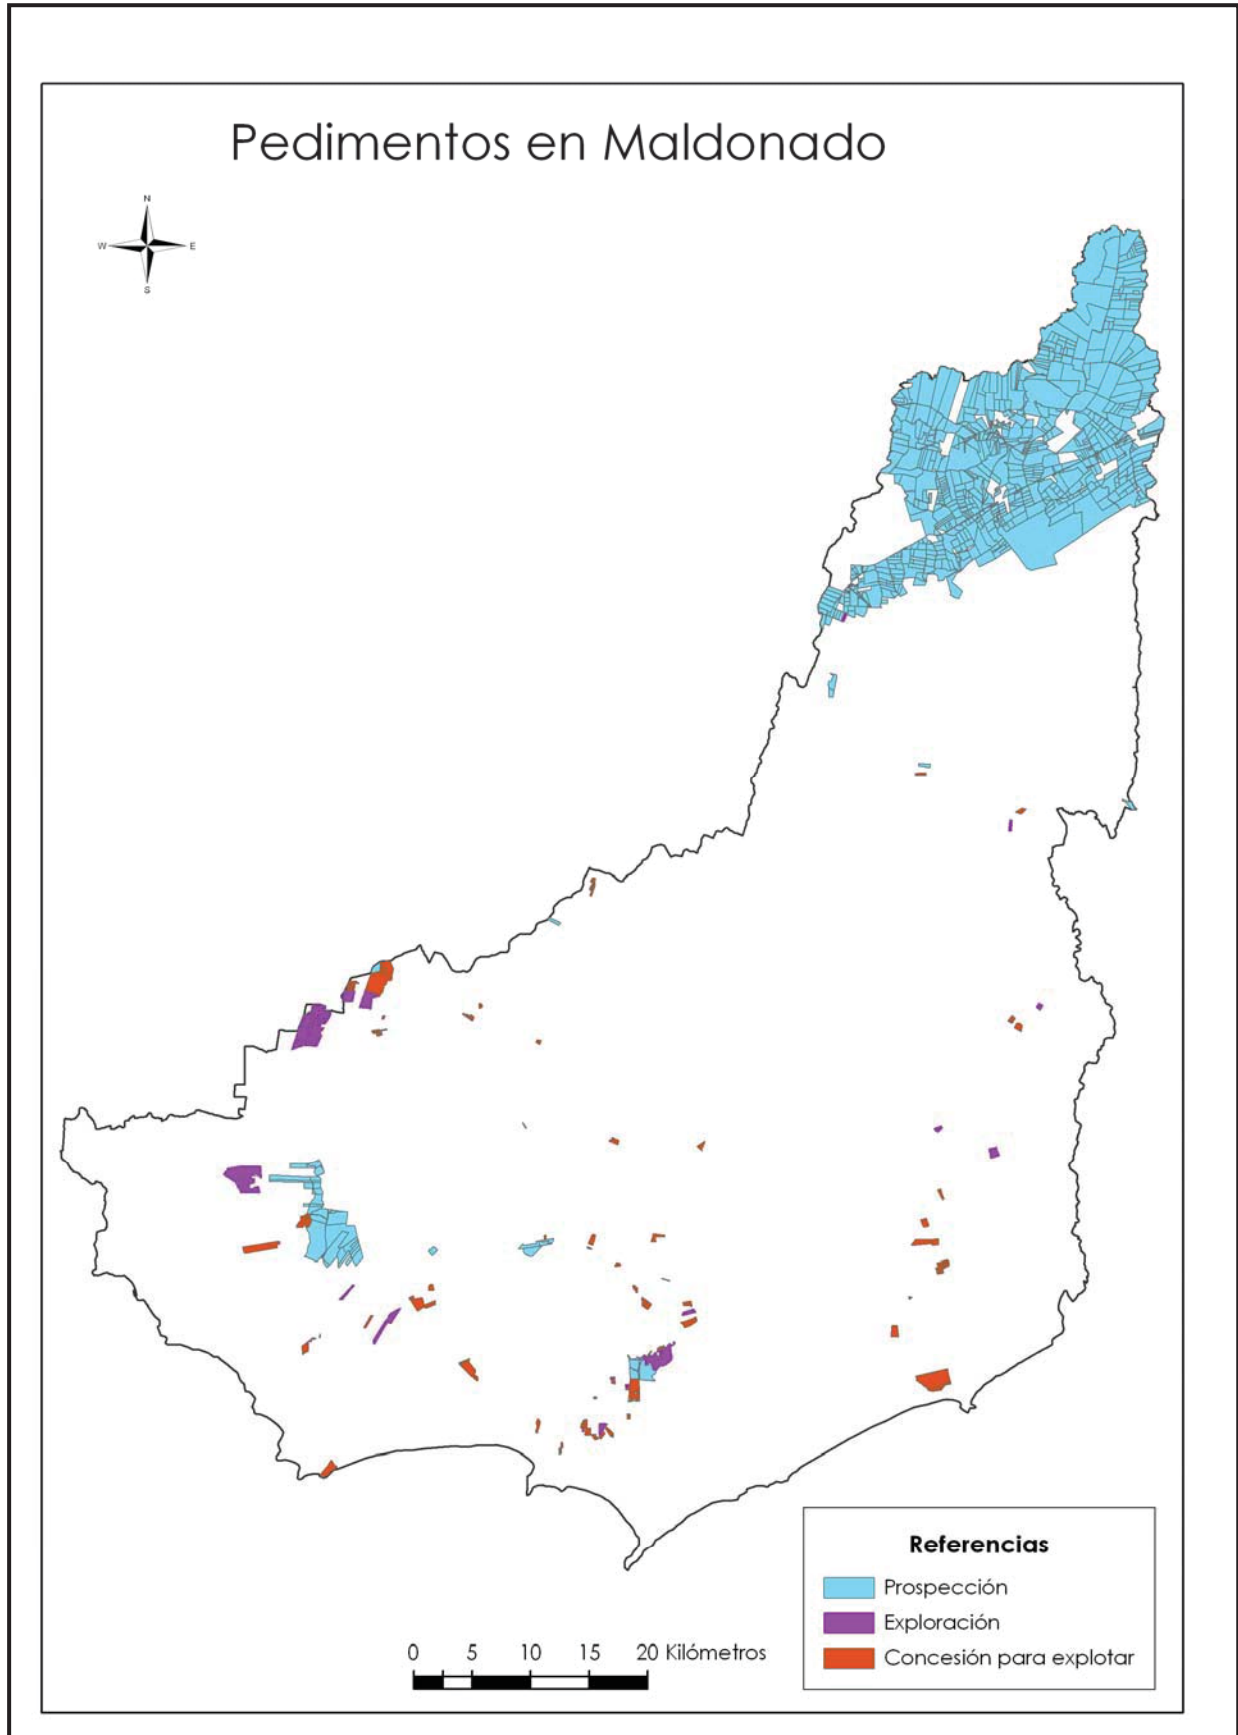 Pedimentos en Maldonado
N
W E
S
Referencias
Prospección
Exploración
Concesión para explotar
0 5 10 15 20 Kilómetros